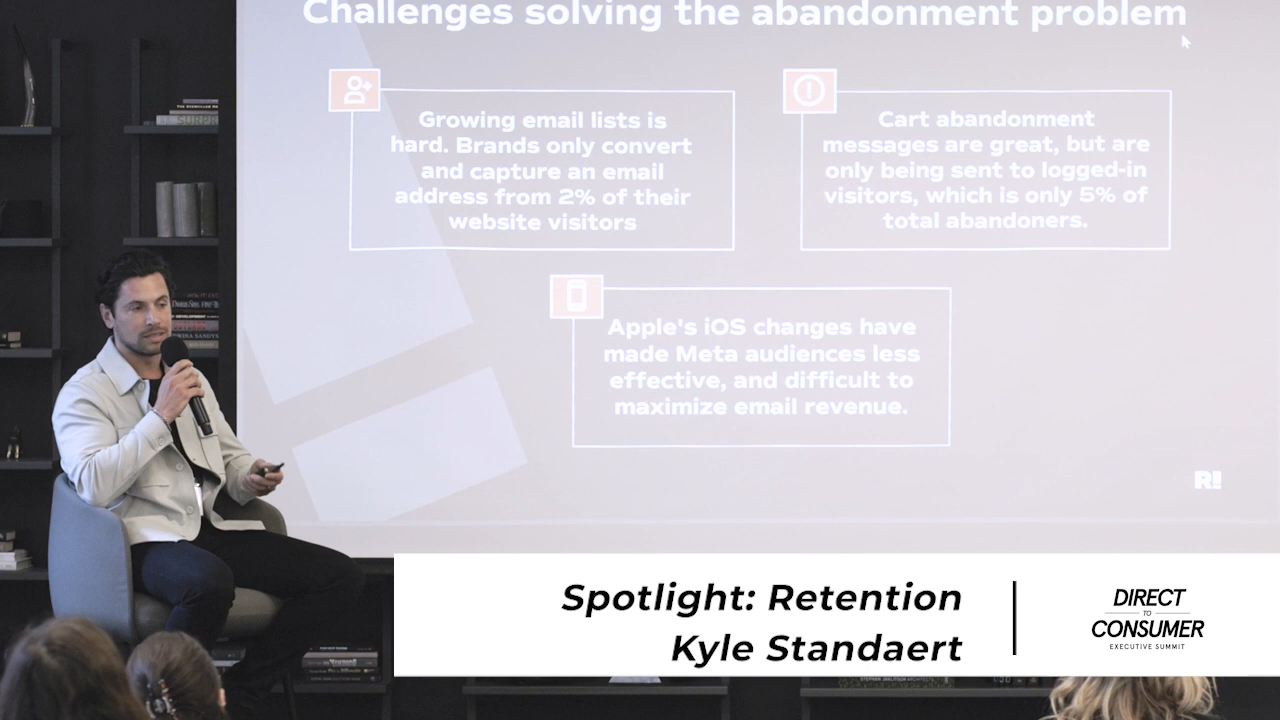 Challenges solving the abandonment problem
Growing email lists is
hard. Brands only convert
and capture an email
address from 2% of their
website visitors
Cart abandonment
messages are great, but are
only being sent to logged-in
visitors, which is only 5% of
total abandoners.
Apple's iOS changes have
made Meta audiences less
effective, and difficult to
maximize email revenue.
R!
SURPRI
Spotlight: Retention
Kyle Standaert
DIRECT
TO
CONSUMER
EXECUTIVE SUMMIT